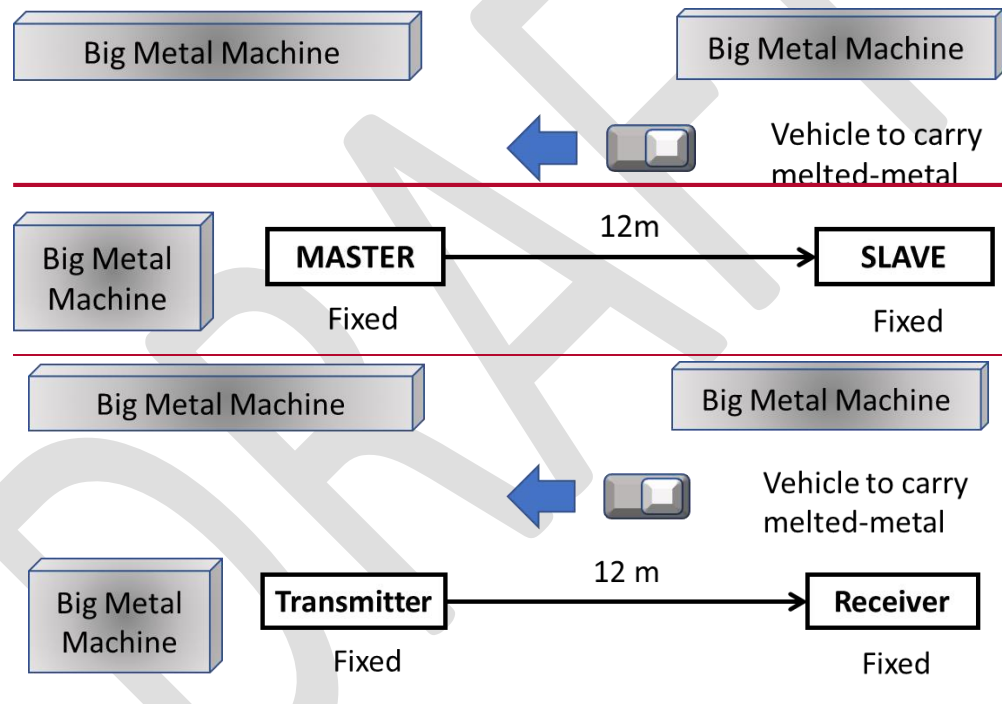 Big Metal Machine
Big Metal Machine
Vehicle to carry
melted-metal
12m
Big Metal
Machine
MASTER
SLAVE
Fixed
Fixed
Big Metal Machine
Big Metal Machine
Vehicle to carry
melted-metal
12 m
Big Metal
Machine
Transmitter
Receiver
Fixed
Fixed
DRAFT